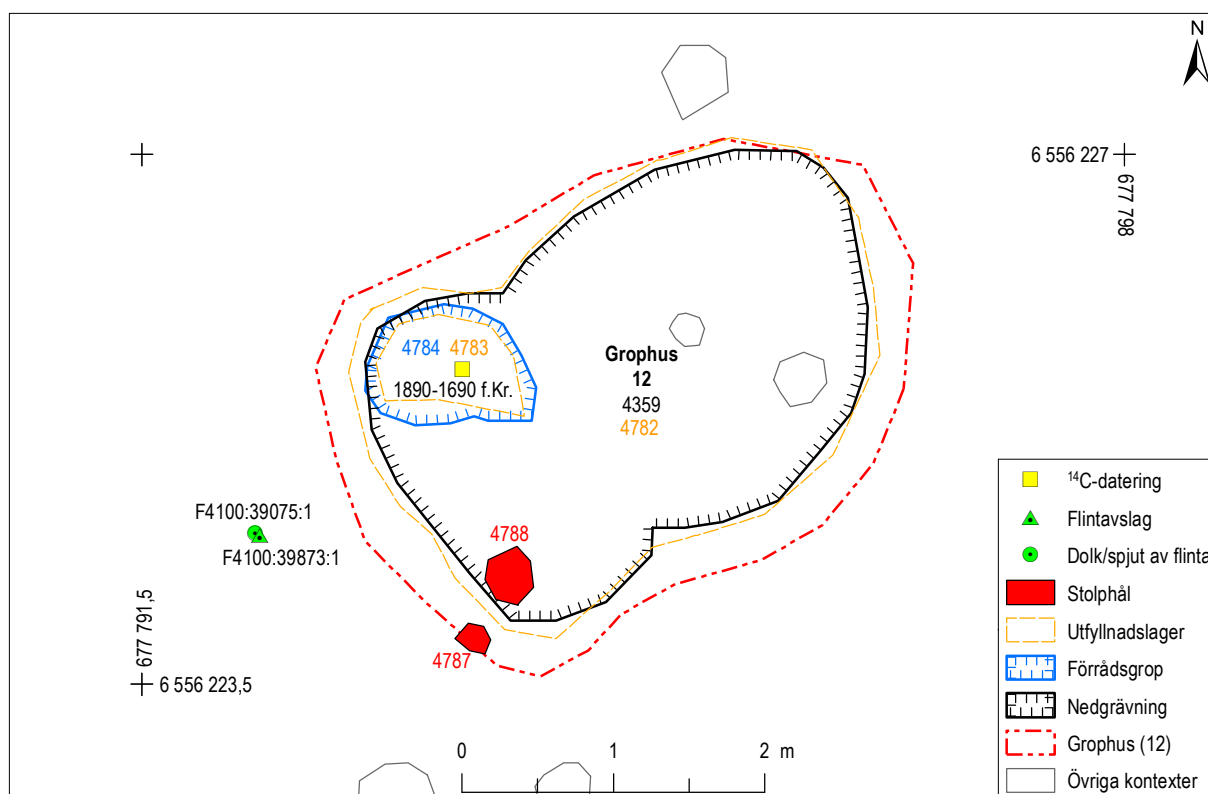 N
6 556 227
677 798
4784 4783
1890-1690 f.Kr.
Grophus
12
4359
4782
F4100:39075:1
F4100:39873:1
4788
4787
677 791,5
6 556 223,5
0 1 2 m
¹⁴C-datering
Flintavslag
Dolk/spjut av flinta
Stolphål
Utfyllnadslager
Förrådsgrop
Nedgrävning
Grophus (12)
Övriga kontexter